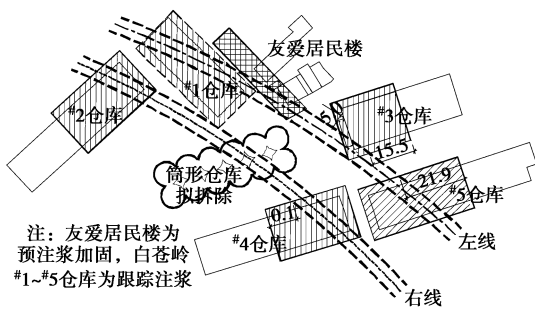 友爱居民楼
#1仓库
#2仓库
#3仓库
5.0
15.5
筒形仓库
拟拆除
21.9
#5仓库
0.1
#4仓库
左线
右线
注：友爱居民楼为
预注浆加固，白苍岭
#1~#5仓库为跟踪注浆